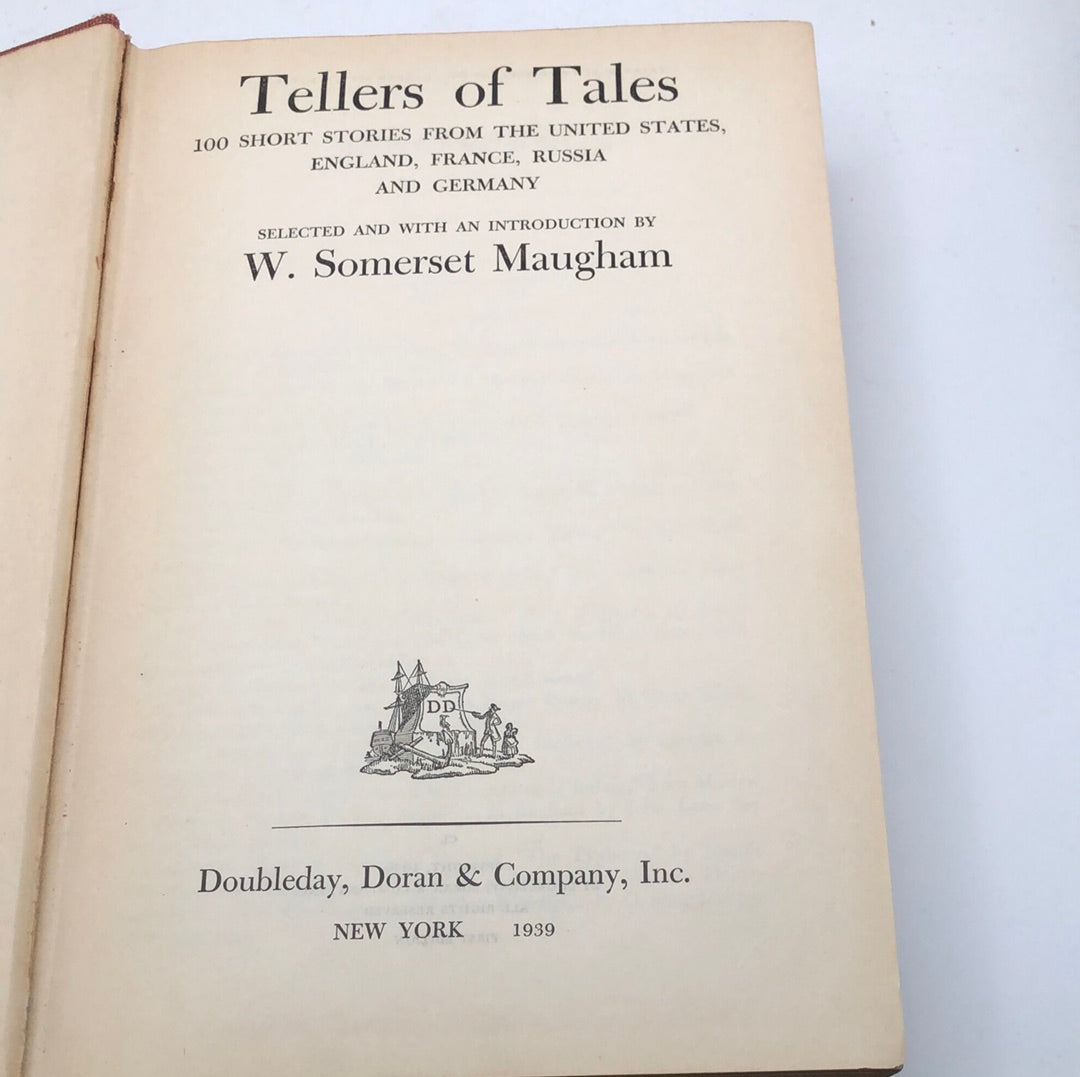 Tellers of Tales
100 SHORT STORIES FROM THE UNITED STATES,
ENGLAND, FRANCE, RUSSIA
AND GERMANY
SELECTED AND WITH AN INTRODUCTION BY
W. Somerset Maugham
DD
Doubleday, Doran & Company, Inc.
NEW YORK 1939